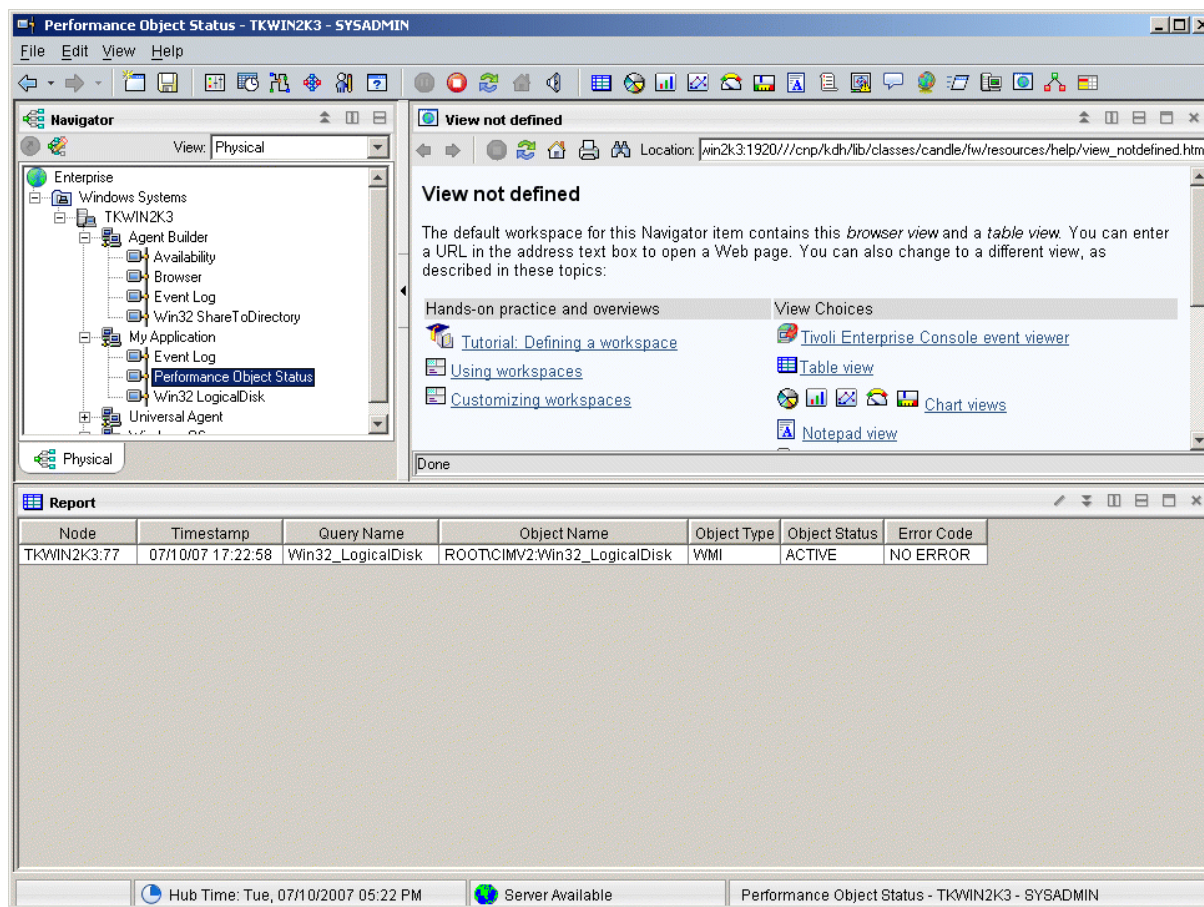 Performance Object Status - TKWIN2K3 - SYSADMIN
File Edit View Help
Navigator
View: Physical
Enterprise
Windows Systems
TKWIN2K3
Agent Builder
Availability
Browser
Event Log
Win32 ShareToDirectory
My Application
Event Log
Performance Object Status
Win32 LogicalDisk
Universal Agent
Physical
View not defined
Location: win2k3:1920///cnp/kdh/lib/classes/candle/fw/resources/help/view_notdefined.htm
View not defined
The default workspace for this Navigator item contains this browser view and a table view. You can enter
a URL in the address text box to open a Web page. You can also change to a different view, as
described in these topics:
Hands-on practice and overviews View Choices
Tutorial: Defining a workspace Tivoli Enterprise Console event viewer
Using workspaces Table view
Customizing workspaces Chart views
Notepad view
Done
Report
Node Timestamp Query Name Object Name Object Type Object Status Error Code
TKWIN2K3:77 07/10/07 17:22:58 Win32_LogicalDisk ROOT\CIMV2:Win32_LogicalDisk WMI ACTIVE NO ERROR
Hub Time: Tue, 07/10/2007 05:22 PM Server Available Performance Object Status - TKWIN2K3 - SYSADMIN